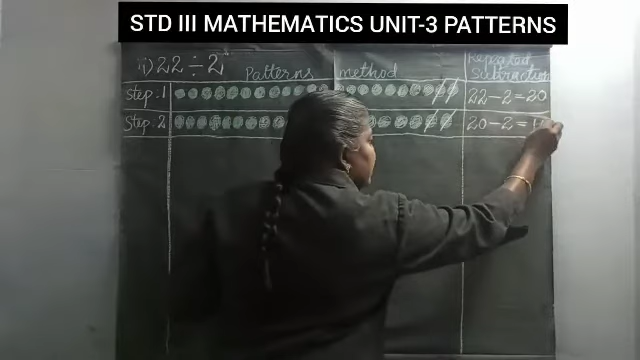 STD III MATHEMATICS UNIT-3 PATTERNS
ii) 22 ÷ 2
Patterns method
Repeated
Subtraction
Step : 1
22 - 2 = 20
Step : 2
20 - 2 =